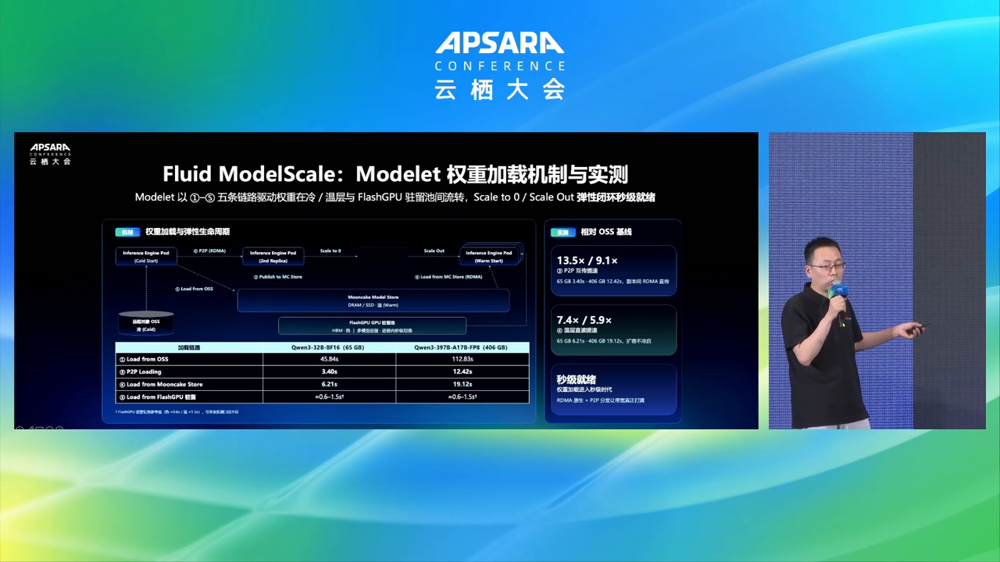 APSARA
CONFERENCE
云栖大会
APSARA
CONFERENCE
云栖大会
Fluid ModelScale：Modelet 权重加载机制与实测
Modelet 以 ①–⑤ 五条链路驱动权重在冷 / 温层与 FlashGPU 驻留池间流转，Scale to 0 / Scale Out 弹性闭环秒级就绪
机制 权重加载与弹性生命周期
Inference Engine Pod
(Cold Start)
③ P2P (RDMA)
Inference Engine Pod
(2nd Replica)
Scale to 0
Scale Out
Inference Engine Pod
(Warm Start)
② Publish to MC Store
④ Load from MC Store (RDMA)
① Load from OSS
Mooncake Model Store
DRAM / SSD · 温 (Warm)
远程对象 OSS
冷 (Cold)
FlashGPU GPU 驻留池
HBM · 热 | 多模型驻留 · 进程内秒级切换
加载链路 Qwen3-32B-BF16 (65 GB) Qwen3-397B-A17B-FP8 (406 GB)
① Load from OSS 45.84s 112.83s
③ P2P Loading 3.40s 12.42s
④ Load from Mooncake Store 6.21s 19.12s
⑤ Load from FlashGPU 驻留 ≈0.6–1.5s† ≈0.6–1.5s†
实测 相对 OSS 基线
13.5× / 9.1×
③ P2P 互传提速
65 GB 3.40s · 406 GB 12.42s，副本间 RDMA 直传
7.4× / 5.9×
④ 温层直读提速
65 GB 6.21s · 406 GB 19.12s，扩容不冷启
秒级就绪
权重加载进入秒级时代
RDMA 原生 + P2P 分发让带宽真正打满